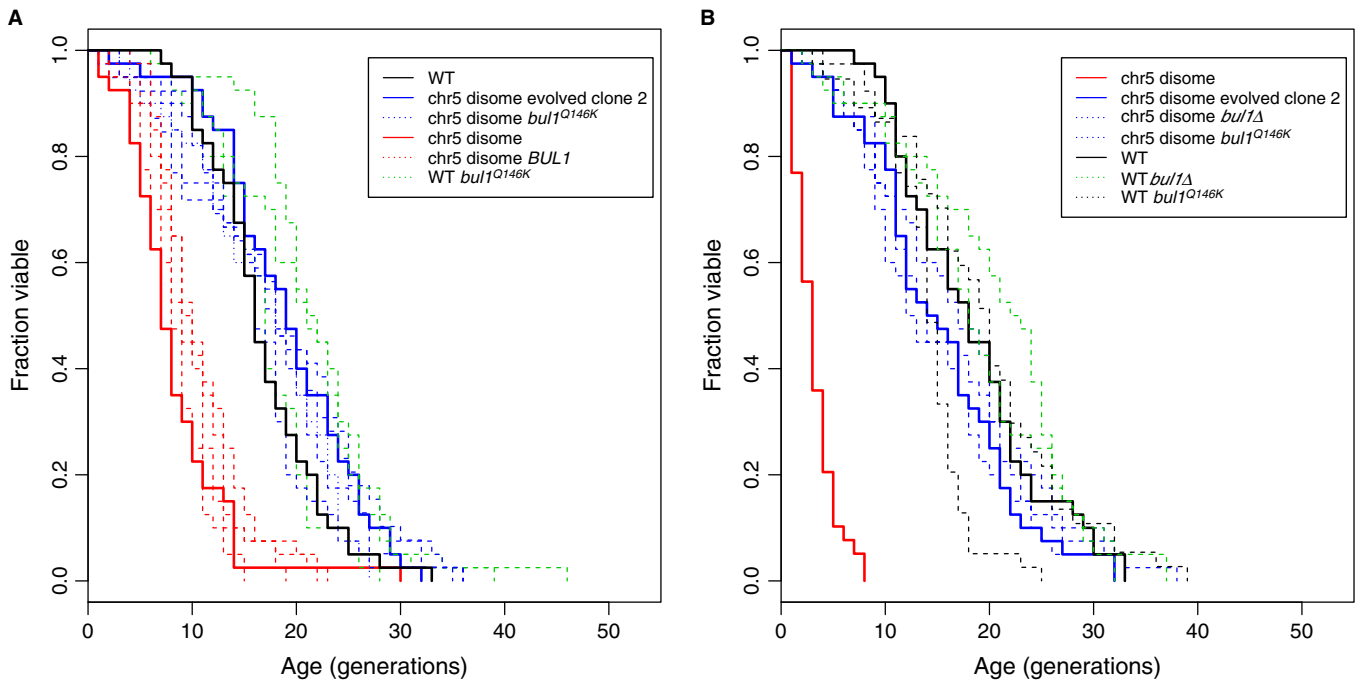 A
Fraction viable
1.0
0.8
0.6
0.4
0.2
0.0
WT
chr5 disome evolved clone 2
chr5 disome bul1Q146K
chr5 disome
chr5 disome BUL1
WT bul1Q146K
0 10 20 30 40 50
Age (generations)
B
Fraction viable
1.0
0.8
0.6
0.4
0.2
0.0
chr5 disome
chr5 disome evolved clone 2
chr5 disome bul1Δ
chr5 disome bul1Q146K
WT
WT bul1Δ
WT bul1Q146K
0 10 20 30 40 50
Age (generations)